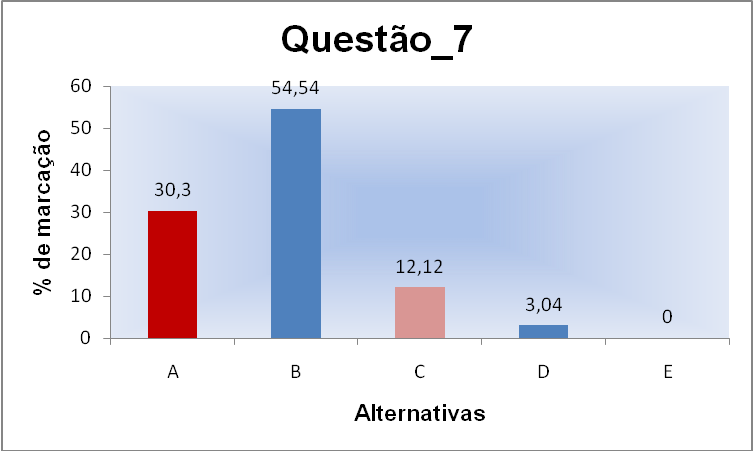 Questão_7
% de marcação
60
50
40
30
20
10
0
30,3
54,54
12,12
3,04
0
A
B
C
D
E
Alternativas